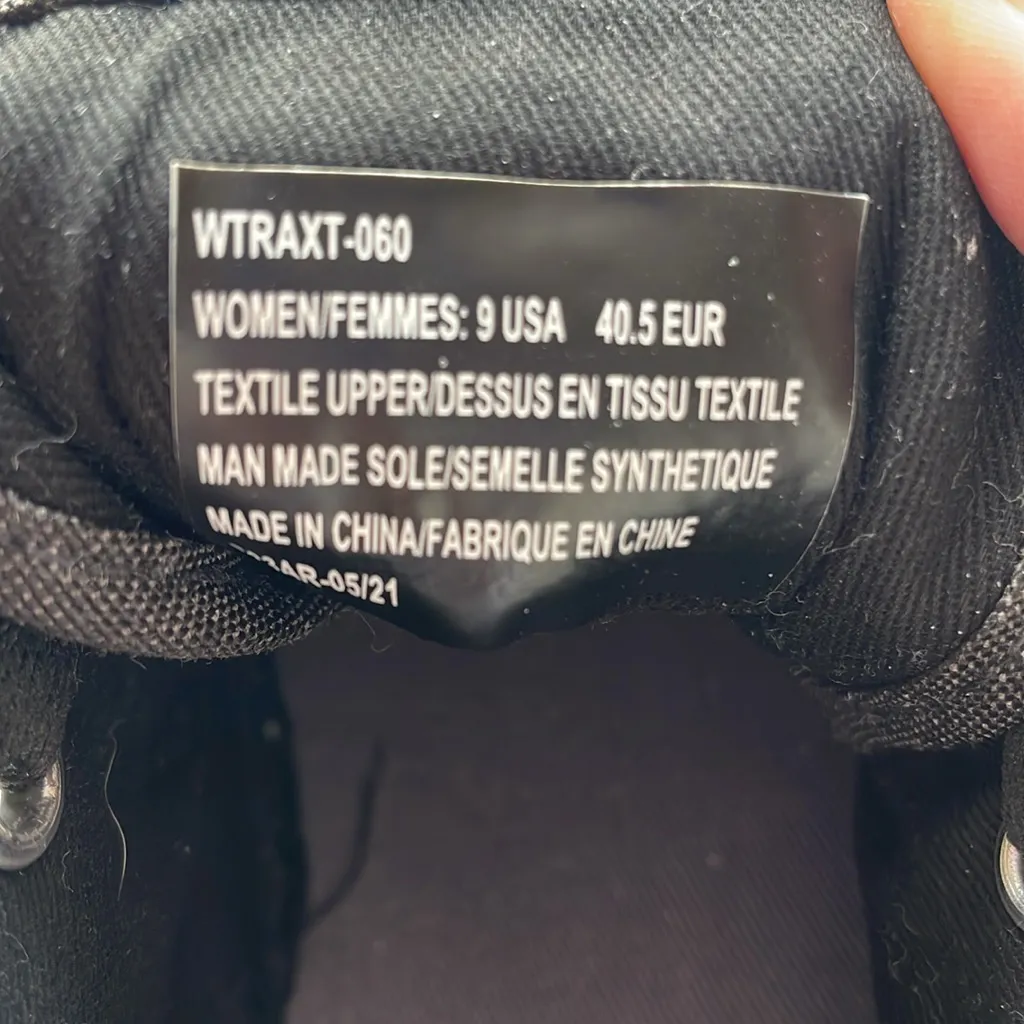 WTRAXT-060
WOMEN/FEMMES: 9 USA 40.5 EUR
TEXTILE UPPER/DESSUS EN TISSU TEXTILE
MAN MADE SOLE/SEMELLE SYNTHETIQUE
MADE IN CHINA/FABRIQUE EN CHINE